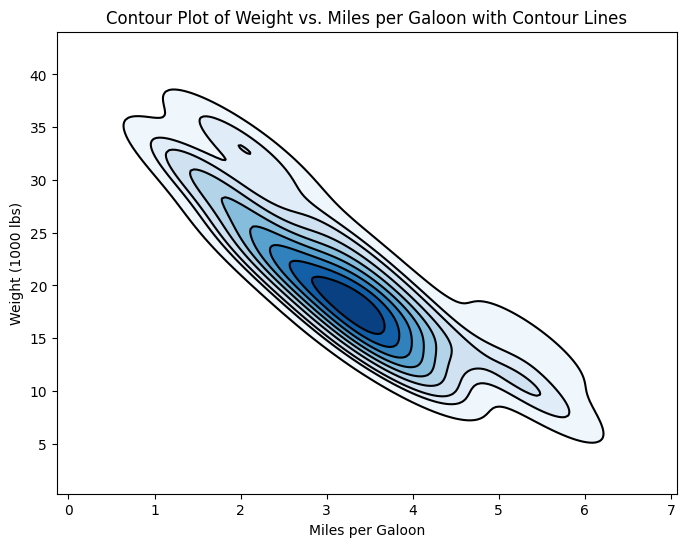 Contour Plot of Weight vs. Miles per Galoon with Contour Lines
40
35
30
25
20
15
10
5
Weight (1000 lbs)
0 1 2 3 4 5 6 7
Miles per Galoon